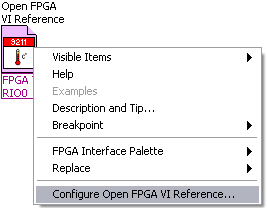 Open FPGA
VI Reference
9211
FPGA
RIO0
Visible Items
Help
Examples
Description and Tip...
Breakpoint
FPGA Interface Palette
Replace
Configure Open FPGA VI Reference...